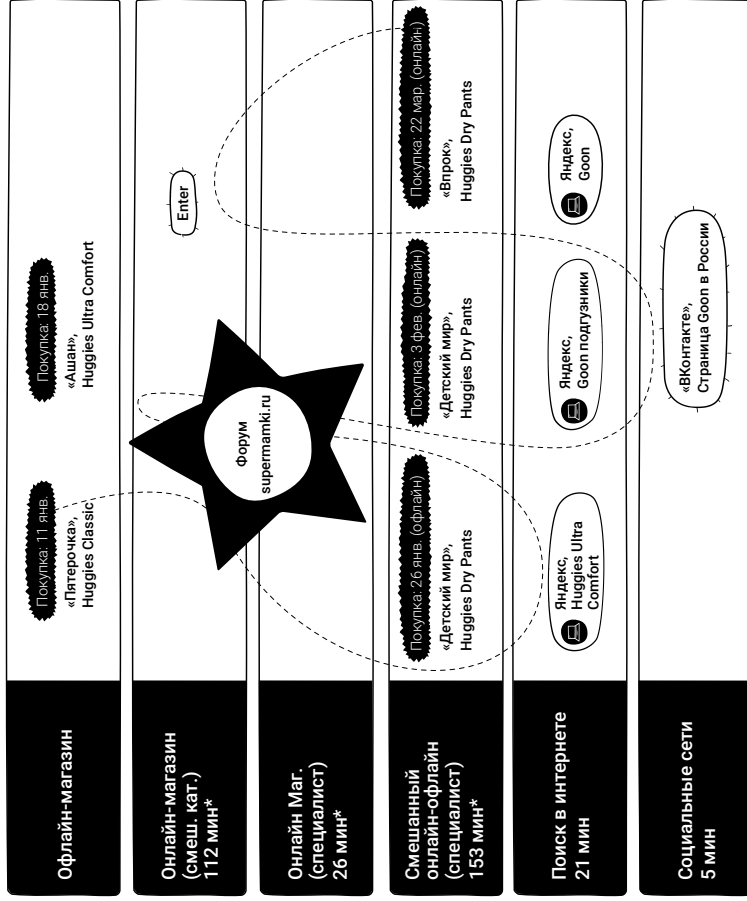 Офлайн-магазин
Покупка: 11 янв.
«Пятерочка»,
Huggies Classic
Покупка: 18 янв.
«Ашан»,
Huggies Ultra Comfort
Онлайн-магазин
(смеш. кат.)
112 мин*
Enter
Форум
supermamki.ru
Онлайн Маг.
(специалист)
26 мин*
Смешанный
онлайн-офлайн
(специалист)
153 мин*
Покупка: 26 янв. (офлайн)
«Детский мир»,
Huggies Dry Pants
Покупка: 3 фев. (онлайн)
«Детский мир»,
Huggies Dry Pants
Покупка: 22 мар. (онлайн)
«Впрок»,
Huggies Dry Pants
Поиск в интернете
21 мин
Яндекс,
Huggies Ultra
Comfort
Яндекс,
Goon подгузники
Яндекс,
Goon
Социальные сети
5 мин
«ВКонтакте»,
Страница Goon в России